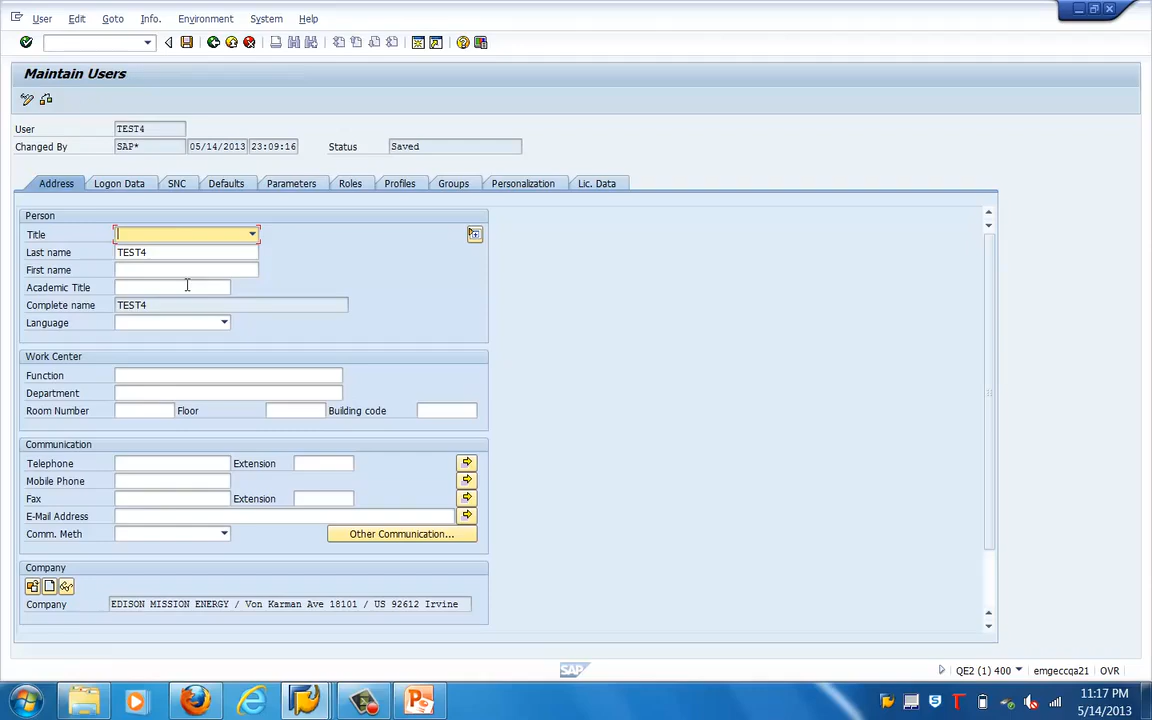 User Edit Goto Info. Environment System Help
Maintain Users
User TEST4
Changed By SAP* 05/14/2013 23:09:16 Status Saved
Address Logon Data SNC Defaults Parameters Roles Profiles Groups Personalization Lic. Data
Person
Title
Last name TEST4
First name
Academic Title
Complete name TEST4
Language
Work Center
Function
Department
Room Number Floor Building code
Communication
Telephone Extension
Mobile Phone
Fax Extension
E-Mail Address
Comm. Meth Other Communication...
Company
Company EDISON MISSION ENERGY / Von Karman Ave 18101 / US 92612 Irvine
SAP QE2 (1) 400 emgeccqa21 OVR
11:17 PM
5/14/2013